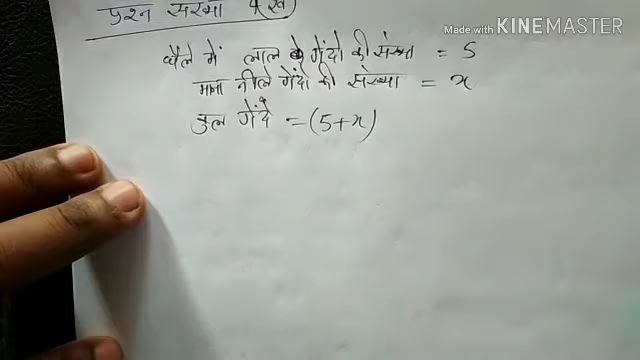 Made with KINEMASTER
प्रश्न संख्या 4(ख)
थैले में लाल गेंदो की संख्या = 5
माना नीले गेंदो की संख्या = x
कुल गेंदे = (5+x)